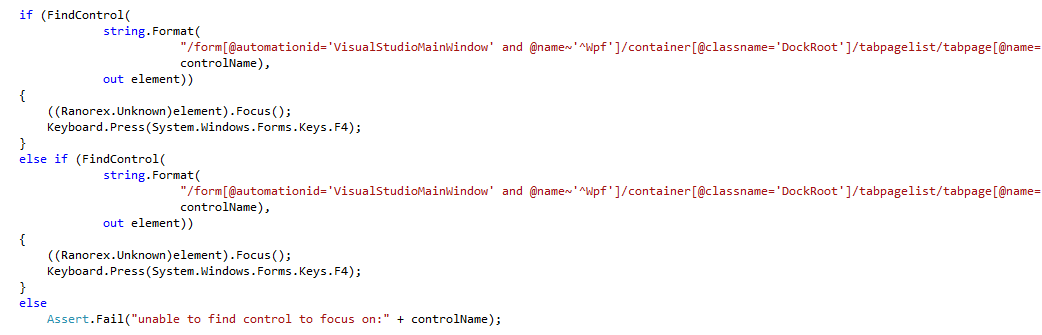 if (FindControl(
string.Format(
"/form[@automationid='VisualStudioMainWindow' and @name~'^Wpf']/container[@classname='DockRoot']/tabpagelist/tabpage[@name=
controlName),
out element))
{
((Ranorex.Unknown)element).Focus();
Keyboard.Press(System.Windows.Forms.Keys.F4);
}
else if (FindControl(
string.Format(
"/form[@automationid='VisualStudioMainWindow' and @name~'^Wpf']/container[@classname='DockRoot']/tabpagelist/tabpage[@name=
controlName),
out element))
{
((Ranorex.Unknown)element).Focus();
Keyboard.Press(System.Windows.Forms.Keys.F4);
}
else
Assert.Fail("unable to find control to focus on:" + controlName);